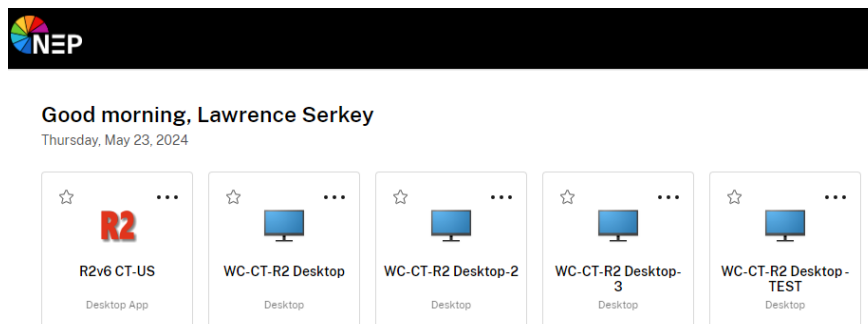 NEP
Good morning, Lawrence Serkey
Thursday, May 23, 2024
R2
R2v6 CT-US
Desktop App
WC-CT-R2 Desktop
Desktop
WC-CT-R2 Desktop-2
Desktop
WC-CT-R2 Desktop-
3
Desktop
WC-CT-R2 Desktop -
TEST
Desktop